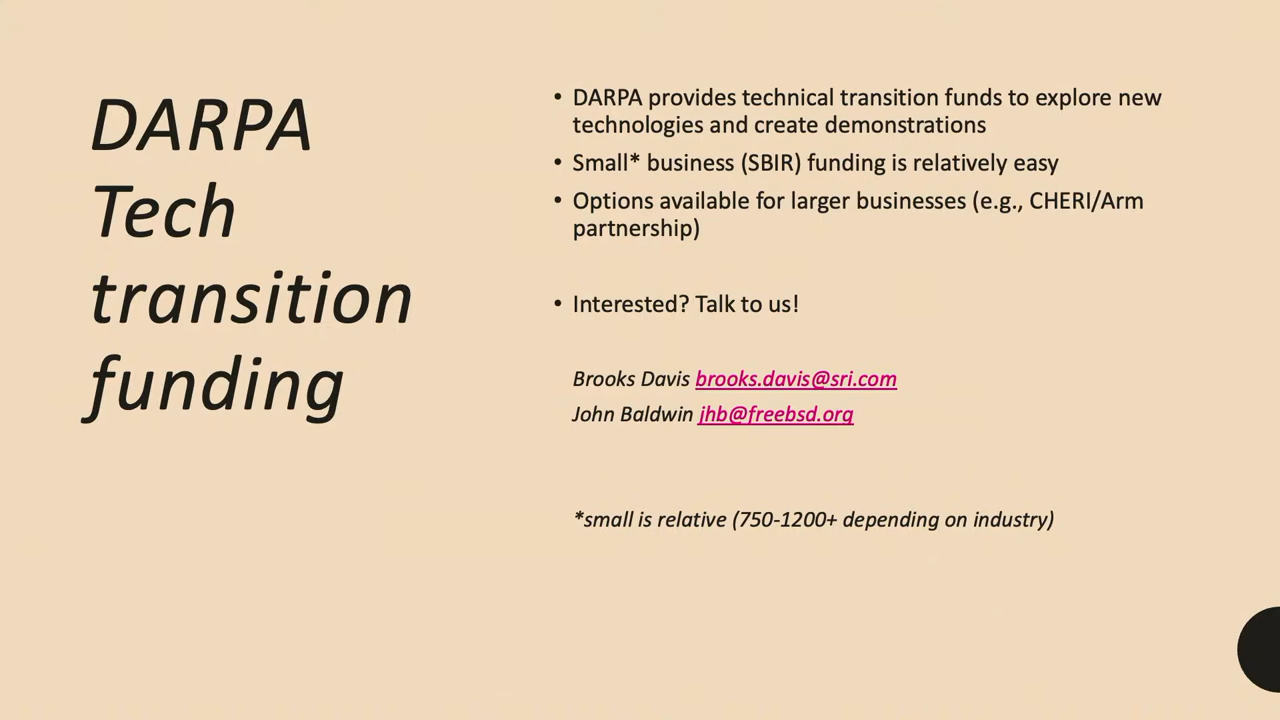 DARPA
Tech
transition
funding
• DARPA provides technical transition funds to explore new
technologies and create demonstrations
• Small* business (SBIR) funding is relatively easy
• Options available for larger businesses (e.g., CHERI/Arm
partnership)
• Interested? Talk to us!
Brooks Davis brooks.davis@sri.com
John Baldwin jhb@freebsd.org
*small is relative (750-1200+ depending on industry)